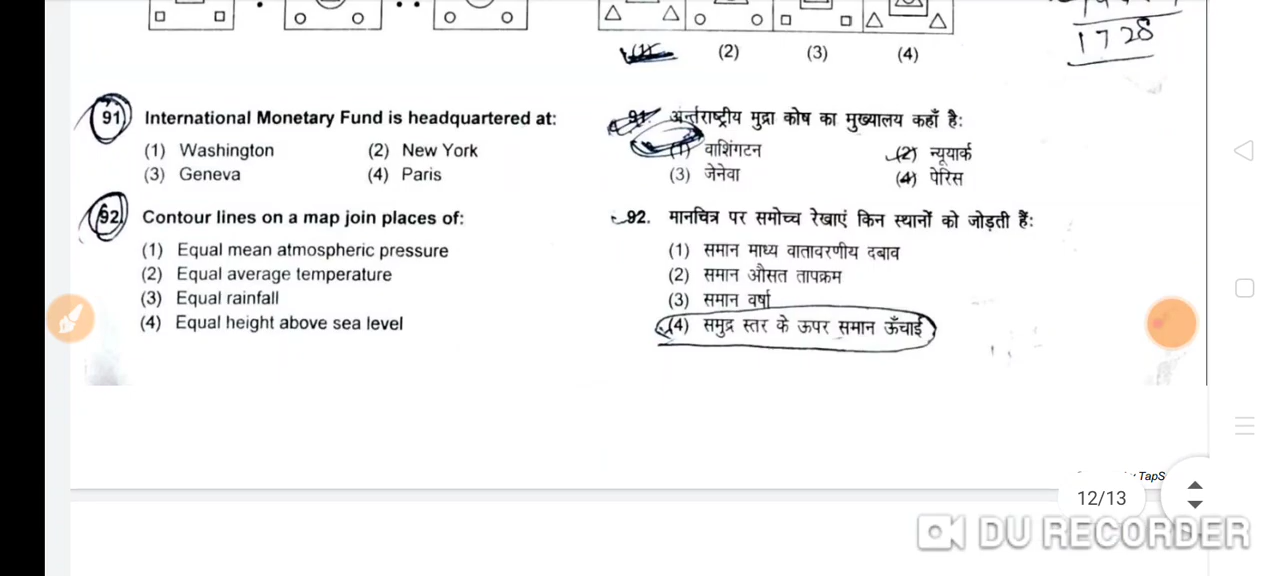 1728
(1) (2) (3) (4)
91 International Monetary Fund is headquartered at:
(1) Washington (2) New York
(3) Geneva (4) Paris
92 Contour lines on a map join places of:
(1) Equal mean atmospheric pressure
(2) Equal average temperature
(3) Equal rainfall
(4) Equal height above sea level
91. अंर्न्तराष्ट्रीय मुद्रा कोष का मुख्यालय कहाँ है:
(1) वाशिंगटन (2) न्यूयार्क
(3) जेनेवा (4) पेरिस
92. मानचित्र पर समोच्च रेखाएं किन स्थानों को जोड़ती हैं:
(1) समान माध्य वातावरणीय दबाव
(2) समान औसत तापक्रम
(3) समान वर्षा
(4) समुद्र स्तर के ऊपर समान ऊँचाई
TapS
12/13
DU RECORDER